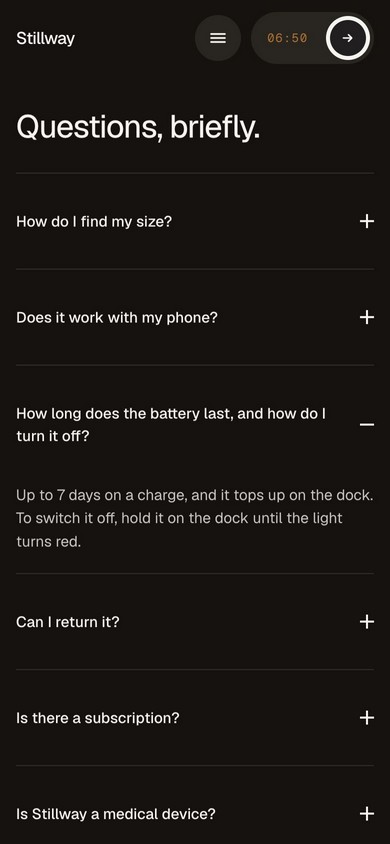 Stillway
06:50
Questions, briefly.
How do I find my size?
Does it work with my phone?
How long does the battery last, and how do I
turn it off?
Up to 7 days on a charge, and it tops up on the dock.
To switch it off, hold it on the dock until the light
turns red.
Can I return it?
Is there a subscription?
Is Stillway a medical device?